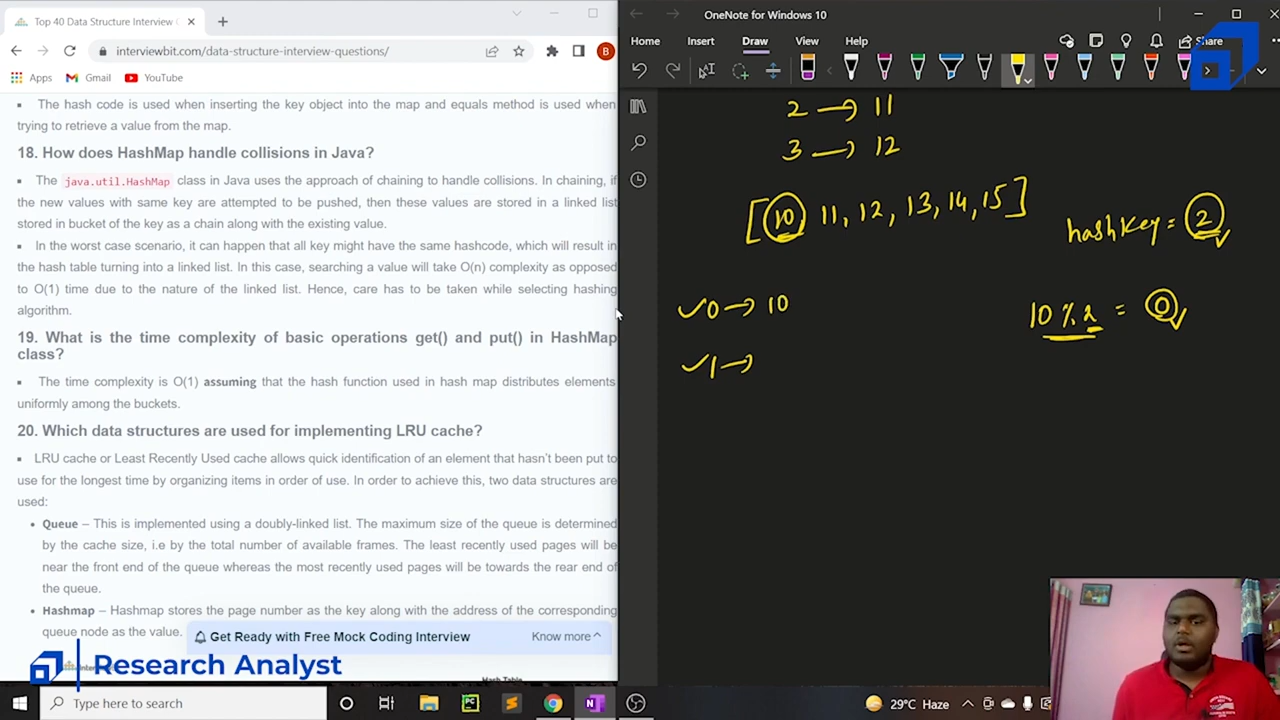 Top 40 Data Structure Interview
OneNote for Windows 10
interviewbit.com/data-structure-interview-questions/
B
Home Insert Draw View Help
Share
Apps Gmail YouTube
The hash code is used when inserting the key object into the map and equals method is used when
trying to retrieve a value from the map.
18. How does HashMap handle collisions in Java?
The java.util.HashMap class in Java uses the approach of chaining to handle collisions. In chaining, if
the new values with same key are attempted to be pushed, then these values are stored in a linked list
stored in bucket of the key as a chain along with the existing value.
In the worst case scenario, it can happen that all key might have the same hashcode, which will result in
the hash table turning into a linked list. In this case, searching a value will take O(n) complexity as opposed
to O(1) time due to the nature of the linked list. Hence, care has to be taken while selecting hashing
algorithm.
19. What is the time complexity of basic operations get() and put() in HashMap
class?
The time complexity is O(1) assuming that the hash function used in hash map distributes elements
uniformly among the buckets.
20. Which data structures are used for implementing LRU cache?
LRU cache or Least Recently Used cache allows quick identification of an element that hasn't been put to
use for the longest time by organizing items in order of use. In order to achieve this, two data structures are
used:
Queue – This is implemented using a doubly-linked list. The maximum size of the queue is determined
by the cache size, i.e by the total number of available frames. The least recently used pages will be
near the front end of the queue whereas the most recently used pages will be towards the rear end of
the queue.
Hashmap – Hashmap stores the page number as the key along with the address of the corresponding
queue node as the value.
Get Ready with Free Mock Coding Interview Know more
Hash Table
2 → 11
3 → 12
[10, 11, 12, 13, 14, 15]
hashkey = 2
0 → 10
10 % 2 = 0
1 →
Research Analyst
Type here to search
29°C Haze